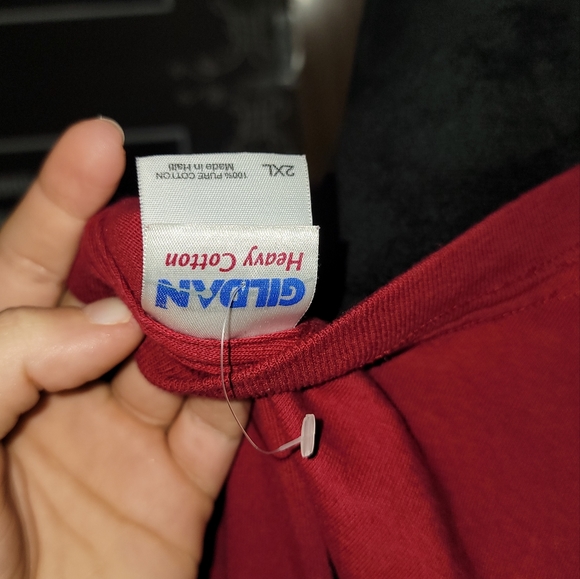 GILDAN
Heavy Cotton
2XL
100% PURE COTTON
Made in Haiti